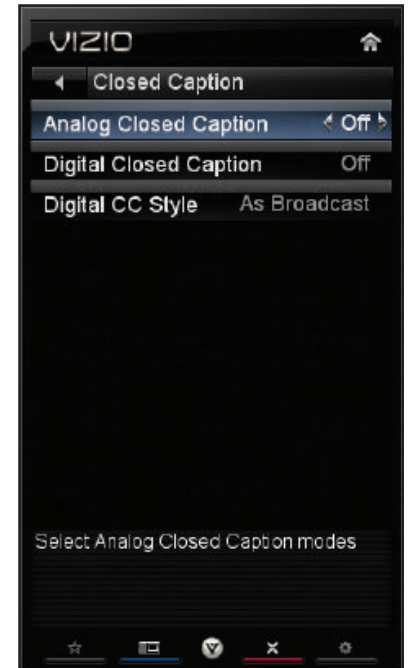 VIZIO
Closed Caption
Analog Closed Caption Off
Digital Closed Caption Off
Digital CC Style As Broadcast
Select Analog Closed Caption modes
V